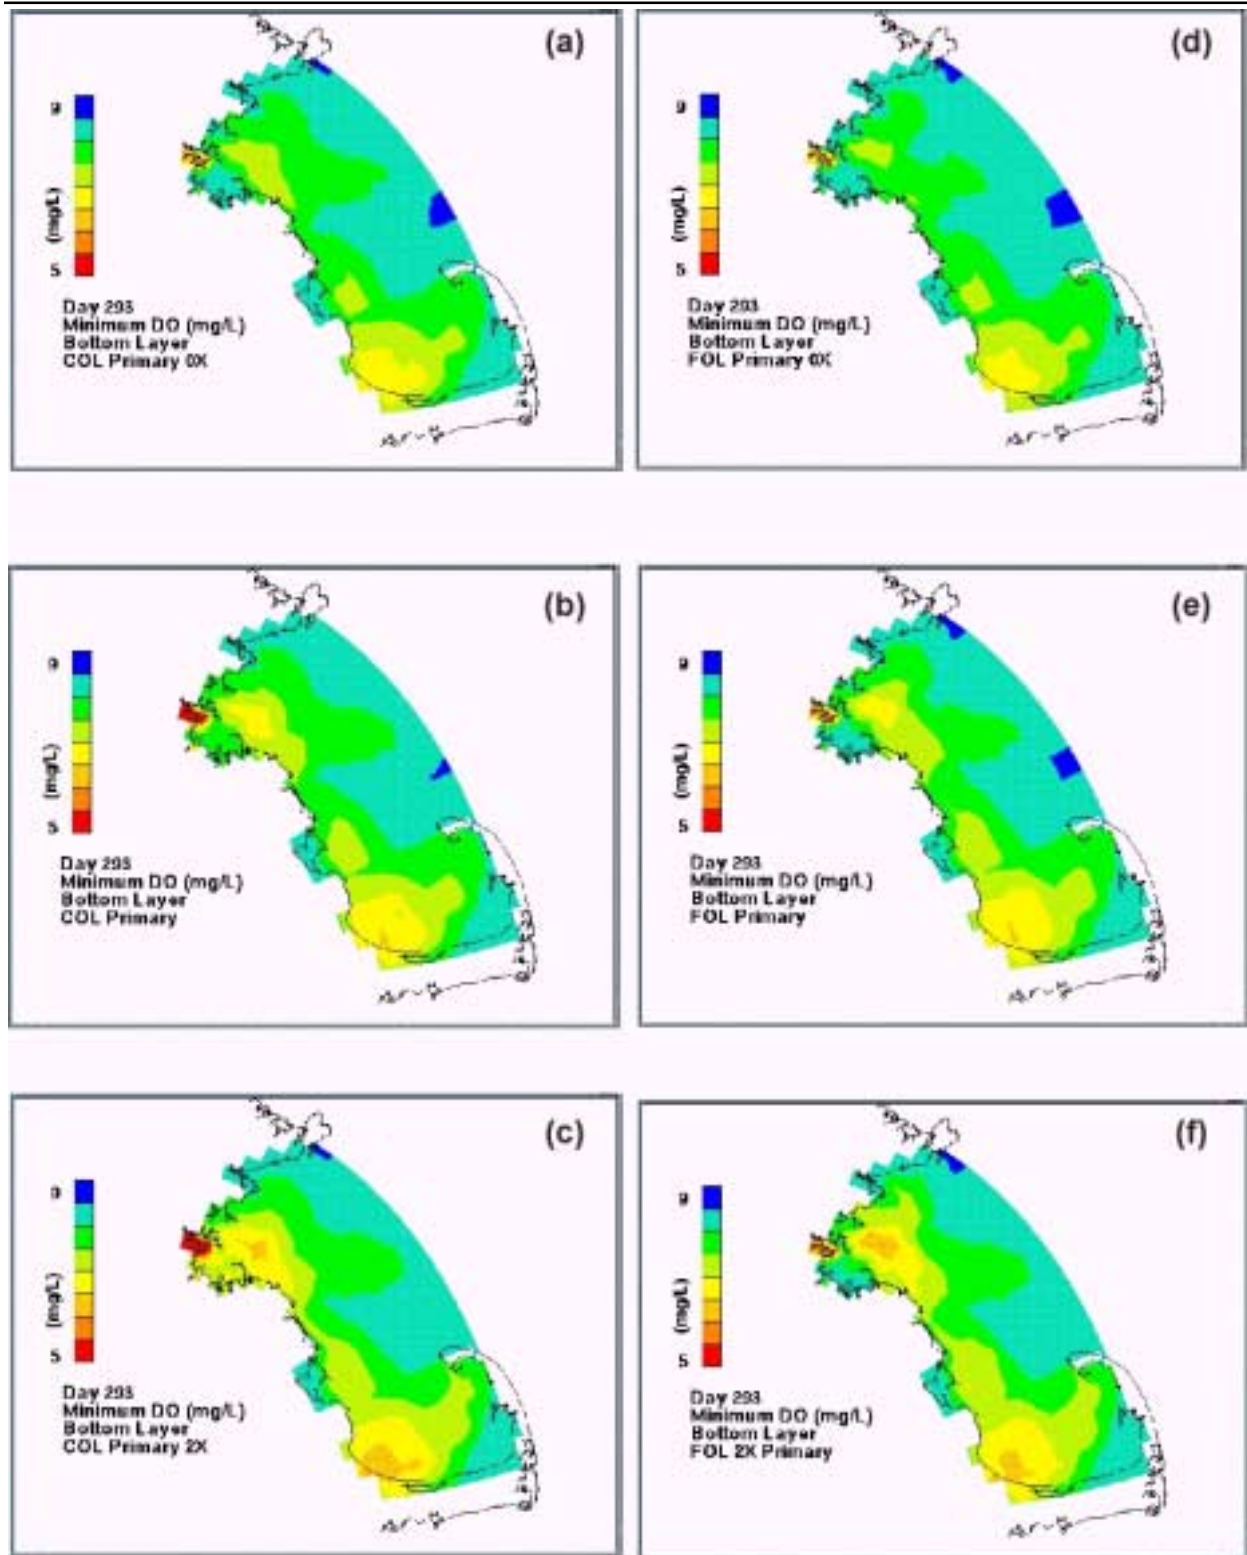 (a)
9
(mg/L)
5
Day 293
Minimum DO (mg/L)
Bottom Layer
COL Primary 0X
(d)
9
(mg/L)
5
Day 293
Minimum DO (mg/L)
Bottom Layer
FOL Primary 0X
(b)
9
(mg/L)
5
Day 293
Minimum DO (mg/L)
Bottom Layer
COL Primary
(e)
9
(mg/L)
5
Day 293
Minimum DO (mg/L)
Bottom Layer
FOL Primary
(c)
9
(mg/L)
5
Day 293
Minimum DO (mg/L)
Bottom Layer
COL Primary 2X
(f)
9
(mg/L)
5
Day 293
Minimum DO (mg/L)
Bottom Layer
FOL 2X Primary